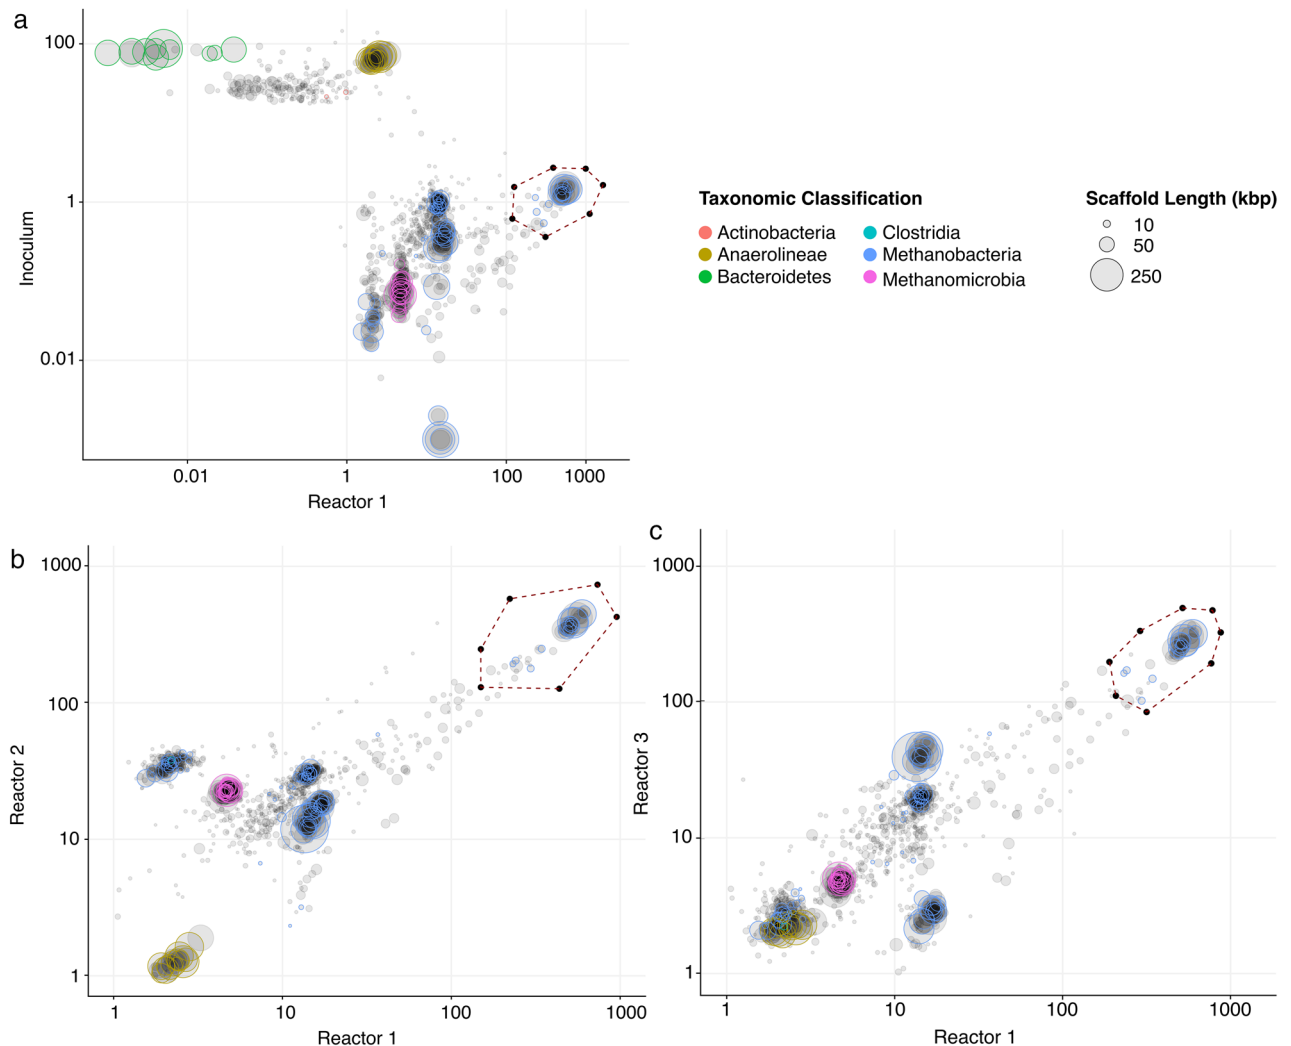 a
100
1
0.01
Inoculum
0.01
1
100
1000
Reactor 1
Taxonomic Classification
Actinobacteria
Anaerolineae
Bacteroidetes
Clostridia
Methanobacteria
Methanomicrobia
Scaffold Length (kbp)
10
50
250
b
1000
100
10
1
Reactor 2
1
10
100
1000
Reactor 1
c
1000
100
10
1
Reactor 3
1
10
100
1000
Reactor 1